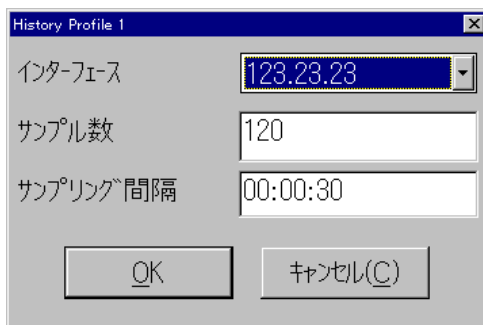 History Profile 1
インターフェース
123.23.23
サンプル数
120
サンプリング間隔
00:00:30
OK
キャンセル(C)